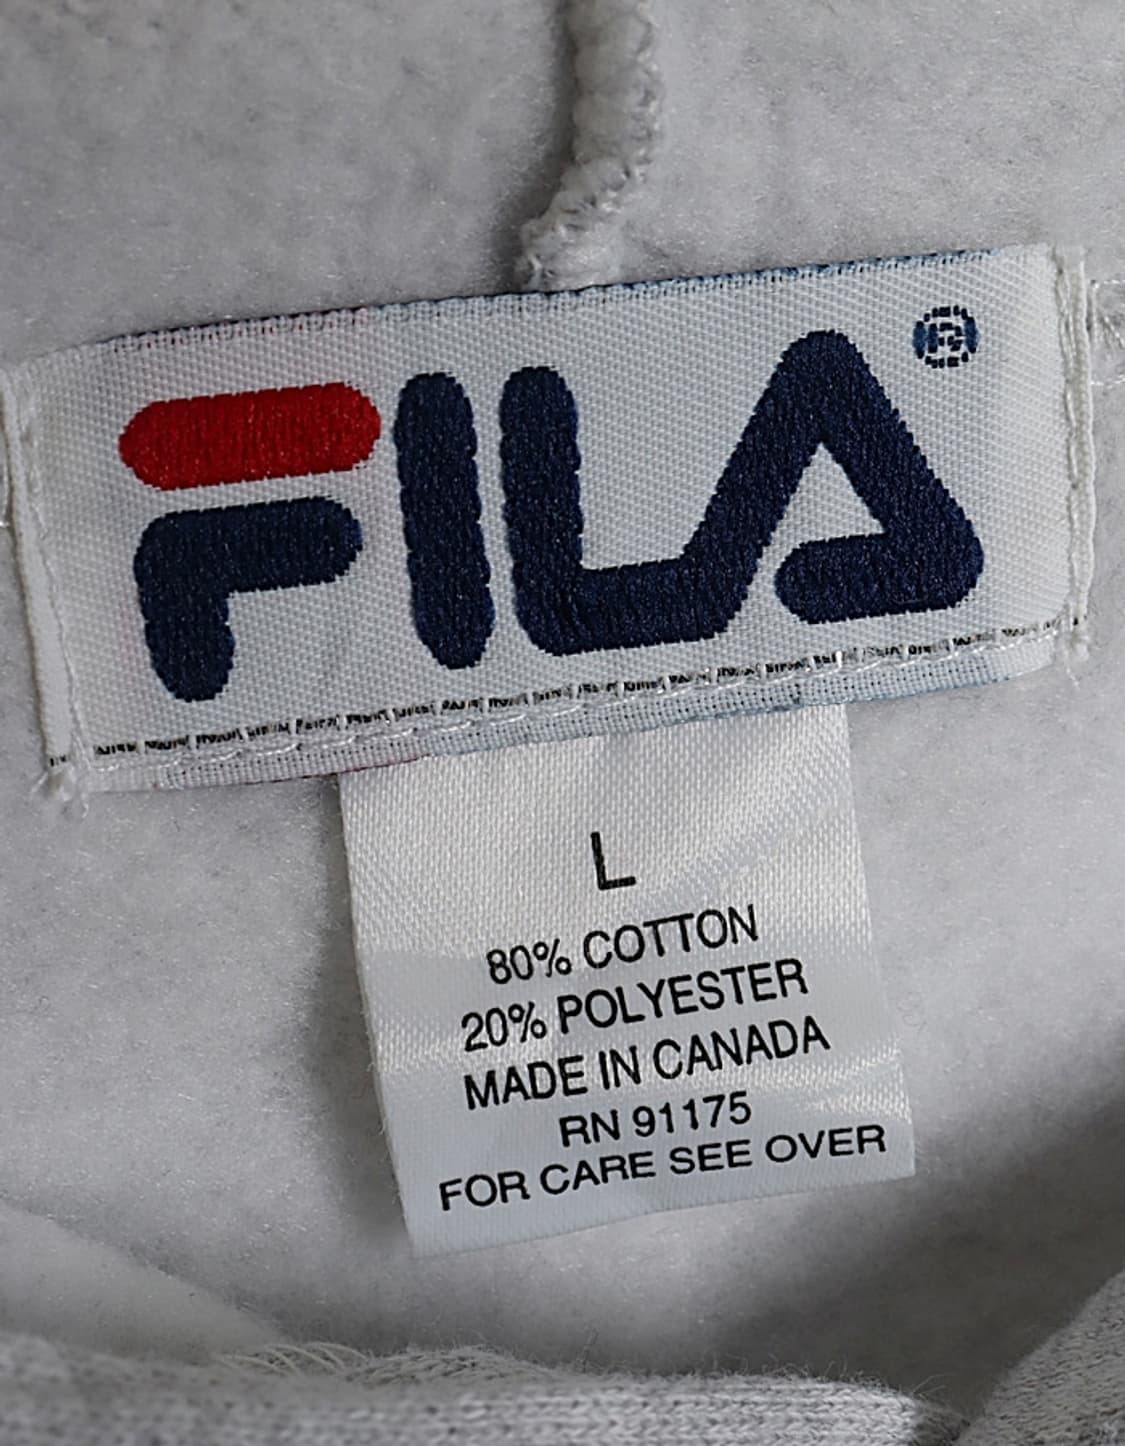 FILA®
L
80% COTTON
20% POLYESTER
MADE IN CANADA
RN 91175
FOR CARE SEE OVER